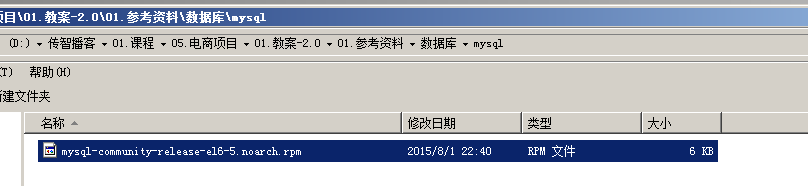 项目\01.教案-2.0\01.参考资料\数据库\mysql
(D:) ▾ 传智播客 ▾ 01.课程 ▾ 05.电商项目 ▾ 01.教案-2.0 ▾ 01.参考资料 ▾ 数据库 ▾ mysql
(T) 帮助(H)
新建文件夹
名称 修改日期 类型 大小
mysql-community-release-el6-5.noarch.rpm 2015/8/1 22:40 RPM 文件 6 KB